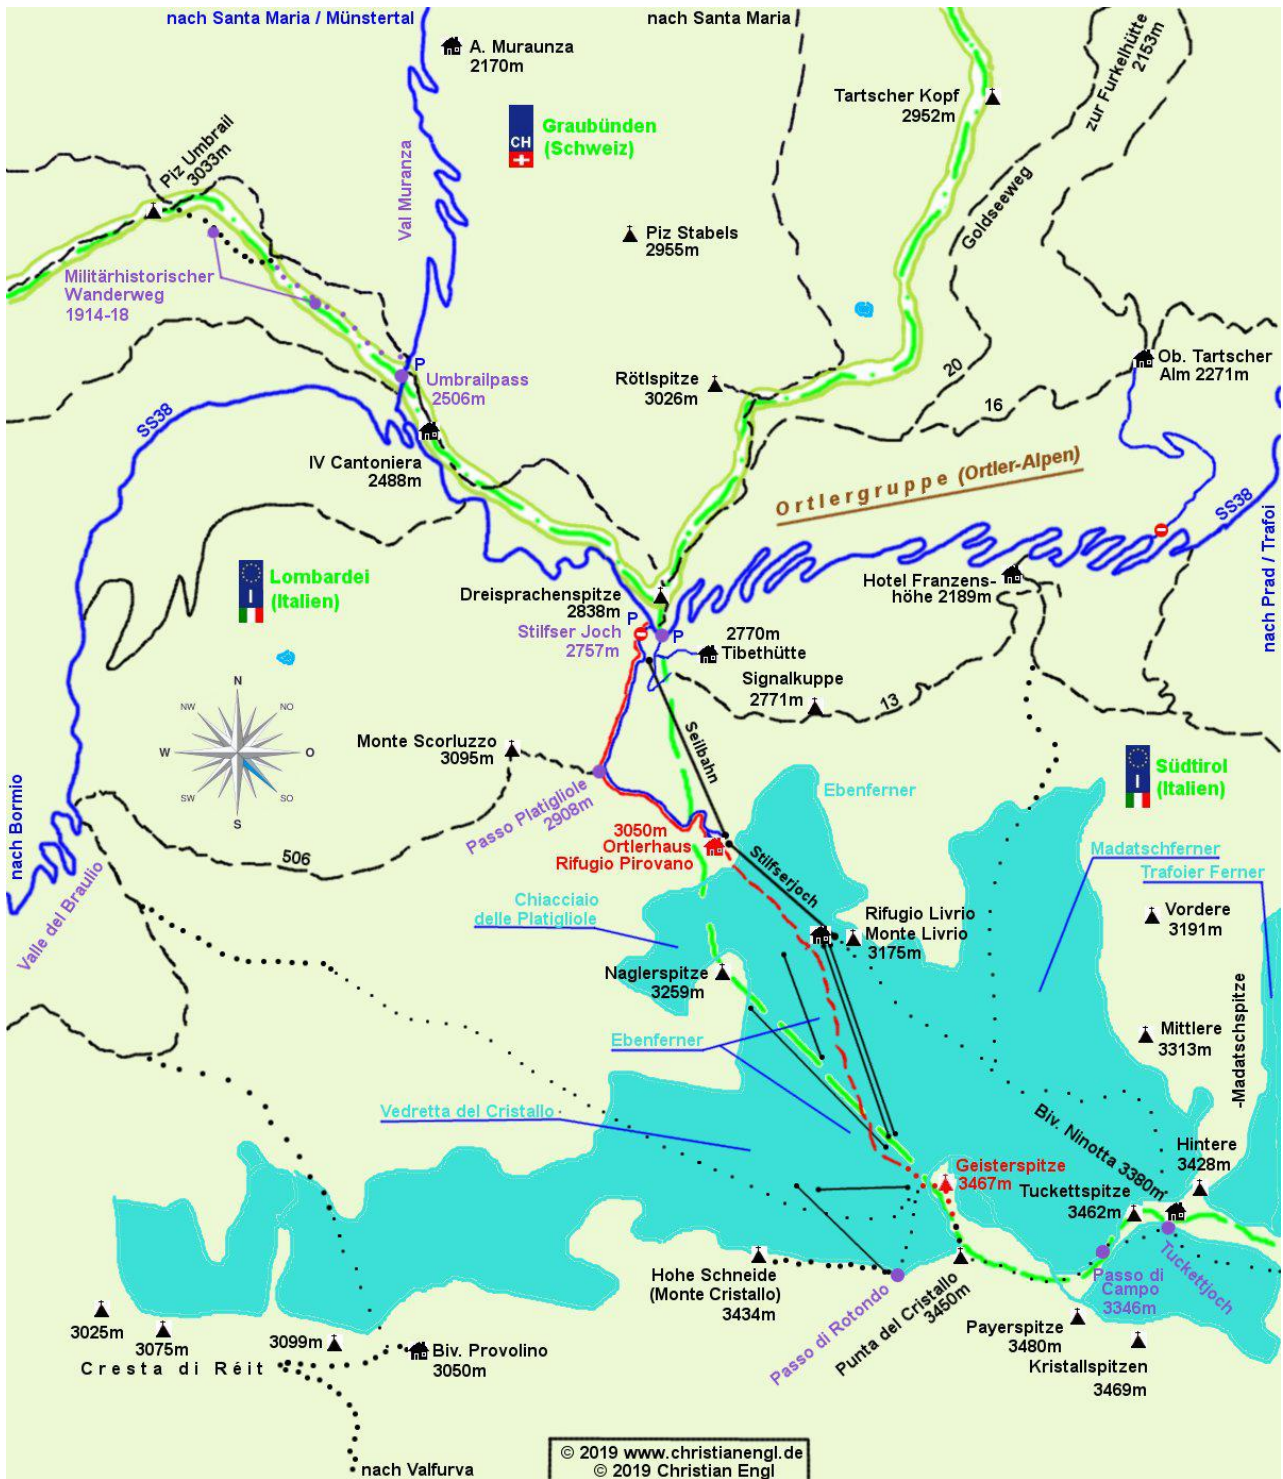 nach Santa Maria / Münstertal
nach Santa Maria
A. Muraunza
2170m
Tartscher Kopf
2952m
zur Furkelhütte
2153m
CH
Graubünden
(Schweiz)
Piz Umbrail
3033m
Val Muranza
Piz Stabels
2955m
Goldseeweg
Militärhistorischer
Wanderweg
1914-18
P
Umbrailpass
2506m
Rötlspitze
3026m
20
16
Ob. Tartscher
Alm 2271m
SS38
IV Cantoniera
2488m
Ortlergruppe (Ortler-Alpen)
SS38
nach Prad / Trafoi
I
Lombardei
(Italien)
Dreisprachenspitze
2838m
P
Stilfser Joch
2757m
P
2770m
Tibethütte
Hotel Franzens-
höhe 2189m
Signalkuppe
2771m
13
N
NW
NO
W
O
SW
SO
S
Monte Scorluzzo
3095m
Seilbahn
Passo Platigliole
2908m
Ebenferner
I
Südtirol
(Italien)
nach Bormio
506
3050m
Ortlerhaus
Rifugio Pirovano
Stilfserjoch
Madatschferner
Trafoier Ferner
Valle del Braulio
Chiacciaio
delle Platigliole
Rifugio Livrio
Monte Livrio
3175m
Vordere
3191m
Naglerspitze
3259m
Ebenferner
Mittlere
3313m
-Madatschspitze
Vedretta del Cristallo
Biv. Ninotta 3380m
Hintere
3428m
Geisterspitze
3467m
Tuckettspitze
3462m
Tuckettjoch
Passo di
Campo
3346m
Hohe Schneide
(Monte Cristallo)
3434m
Passo di Rotondo
Punta del Cristallo
3450m
Payerspitze
3480m
Kristallspitzen
3469m
3025m
3075m
3099m
Biv. Provolino
3050m
Cresta di Réit
nach Valfurva
© 2019 www.christianengl.de
© 2019 Christian Engl